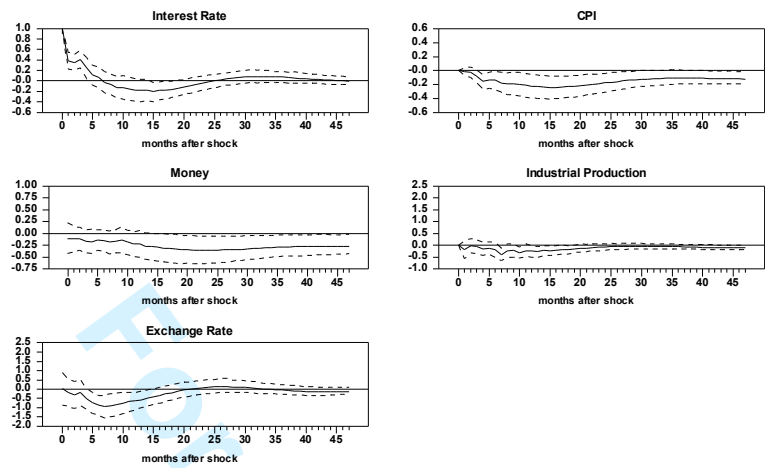 Interest Rate
1.0
0.8
0.6
0.4
0.2
-0.0
-0.2
-0.4
-0.6
0 5 10 15 20 25 30 35 40 45
months after shock
CPI
0.6
0.4
0.2
-0.0
-0.2
-0.4
-0.6
0 5 10 15 20 25 30 35 40 45
months after shock
Money
1.00
0.75
0.50
0.25
0.00
-0.25
-0.50
-0.75
0 5 10 15 20 25 30 35 40 45
months after shock
Industrial Production
2.5
2.0
1.5
1.0
0.5
0.0
-0.5
-1.0
0 5 10 15 20 25 30 35 40 45
months after shock
Exchange Rate
2.5
2.0
1.5
1.0
0.5
0.0
-0.5
-1.0
-1.5
-2.0
0 5 10 15 20 25 30 35 40 45
months after shock
For